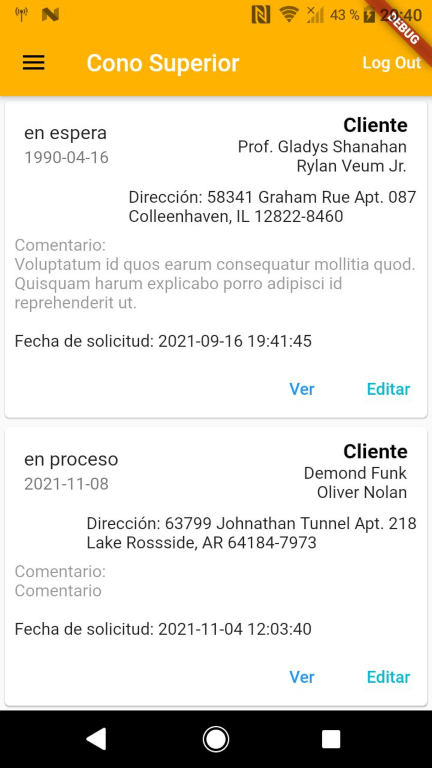 43 % 20:40
DEBUG
Cono Superior
Log Out
en espera
1990-04-16
Cliente
Prof. Gladys Shanahan
Rylan Veum Jr.
Dirección: 58341 Graham Rue Apt. 087
Colleenhaven, IL 12822-8460
Comentario:
Voluptatum id quos earum consequatur mollitia quod.
Quisquam harum explicabo porro adipisci id
reprehenderit ut.
Fecha de solicitud: 2021-09-16 19:41:45
Ver
Editar
en proceso
2021-11-08
Cliente
Demond Funk
Oliver Nolan
Dirección: 63799 Johnathan Tunnel Apt. 218
Lake Rossside, AR 64184-7973
Comentario:
Comentario
Fecha de solicitud: 2021-11-04 12:03:40
Ver
Editar